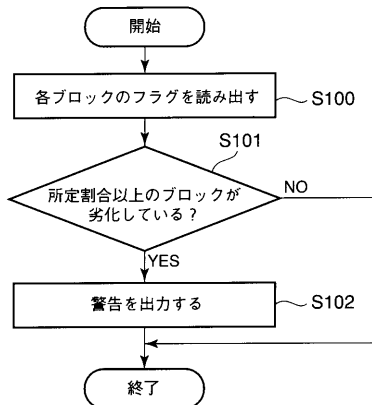 開始
各ブロックのフラグを読み出す
S100
S101
所定割合以上のブロックが
劣化している？
NO
YES
警告を出力する
S102
終了